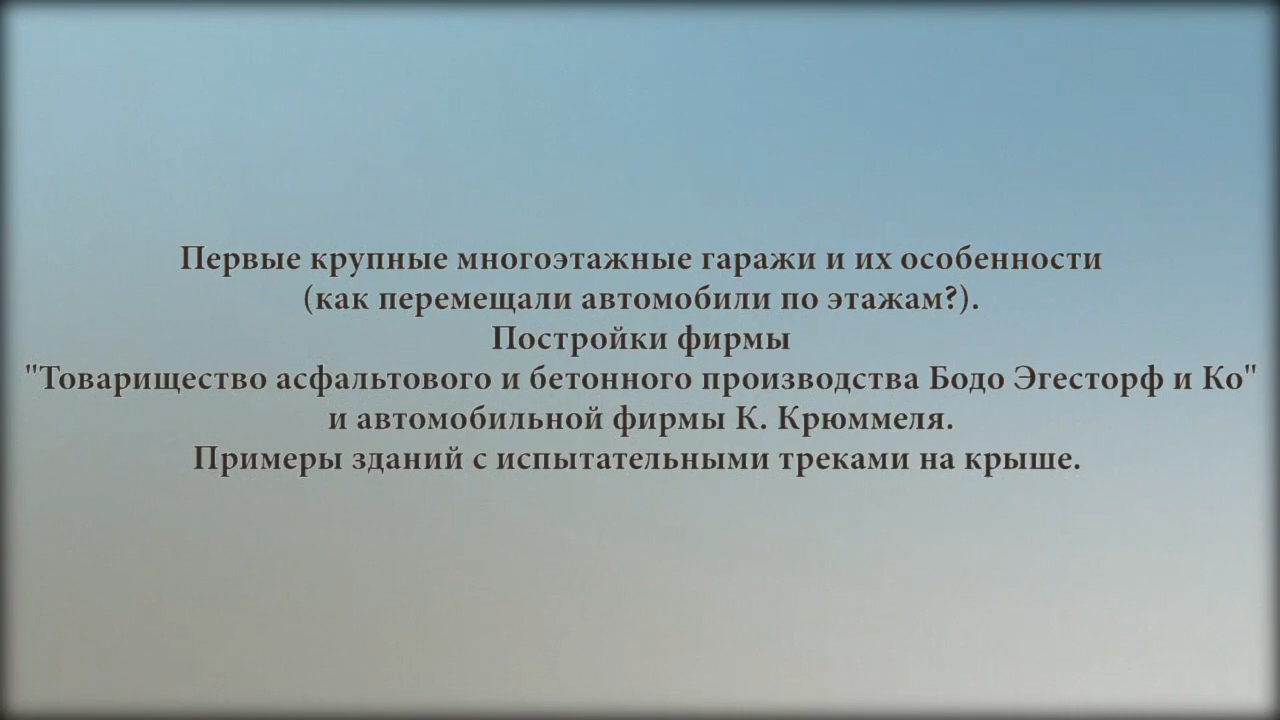 Первые крупные многоэтажные гаражи и их особенности
(как перемещали автомобили по этажам?).
Постройки фирмы
"Товарищество асфальтового и бетонного производства Бодо Эгесторф и Ко"
и автомобильной фирмы К. Крюммеля.
Примеры зданий с испытательными треками на крыше.